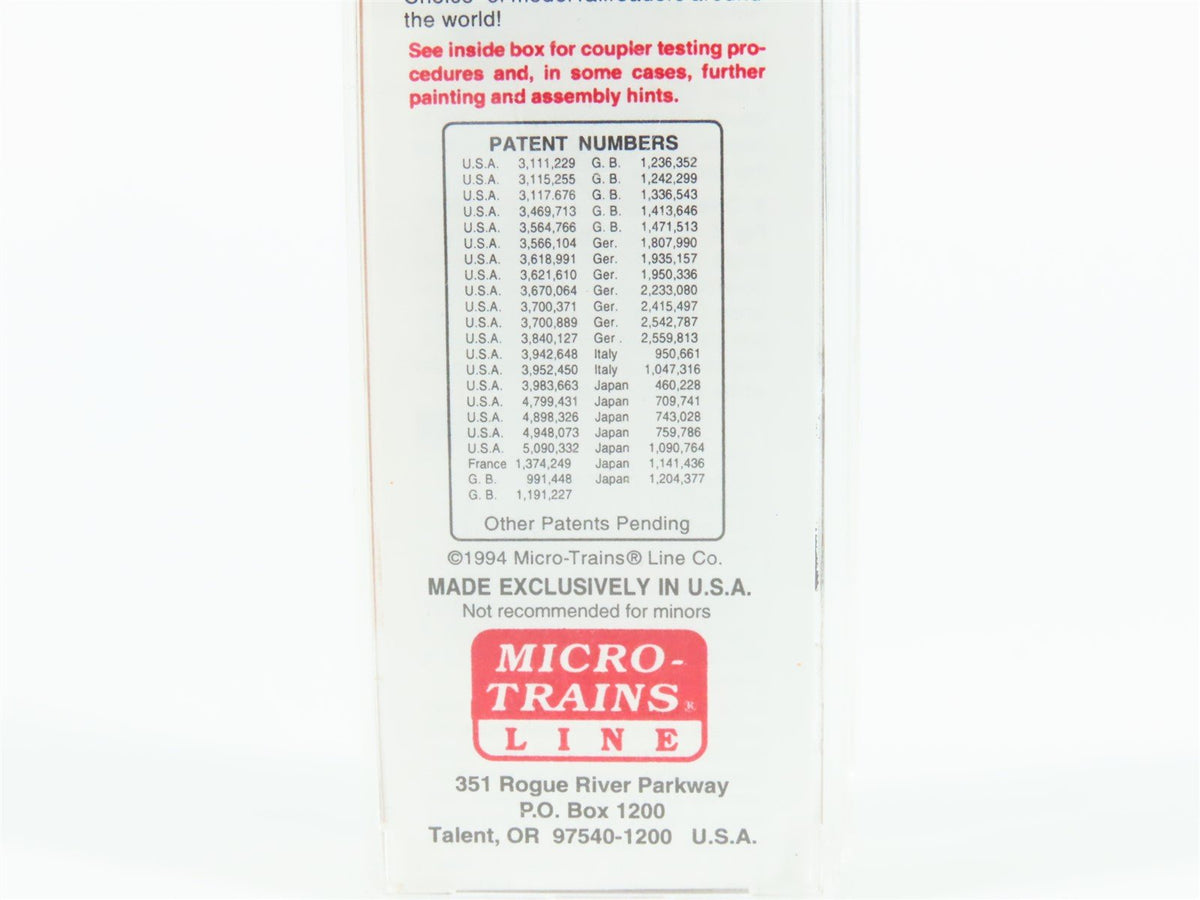 the world!
See inside box for coupler testing pro-
cedures and, in some cases, further
painting and assembly hints.
PATENT NUMBERS
U.S.A. 3,111,229 G. B. 1,236,352
U.S.A. 3,115,255 G. B. 1,242,299
U.S.A. 3,117.676 G. B. 1,336,543
U.S.A. 3,469,713 G. B. 1,413,646
U.S.A. 3,564,766 G. B. 1,471,513
U.S.A. 3,566,104 Ger. 1,807,990
U.S.A. 3,618,991 Ger. 1,935,157
U.S.A. 3,621,610 Ger. 1,950,336
U.S.A. 3,670,064 Ger. 2,233,080
U.S.A. 3,700,371 Ger. 2,415,497
U.S.A. 3,700,889 Ger. 2,542,787
U.S.A. 3,840,127 Ger . 2,559,813
U.S.A. 3,942,648 Italy 950,661
U.S.A. 3,952,450 Italy 1,047,316
U.S.A. 3,983,663 Japan 460,228
U.S.A. 4,799,431 Japan 709,741
U.S.A. 4,898,326 Japan 743,028
U.S.A. 4,948,073 Japan 759,786
U.S.A. 5,090,332 Japan 1,090,764
France 1,374,249 Japan 1,141,436
G. B. 991,448 Japan 1,204,377
G. B. 1,191,227
Other Patents Pending
©1994 Micro-Trains® Line Co.
MADE EXCLUSIVELY IN U.S.A.
Not recommended for minors
MICRO-
TRAINS®
LINE
351 Rogue River Parkway
P.O. Box 1200
Talent, OR 97540-1200 U.S.A.